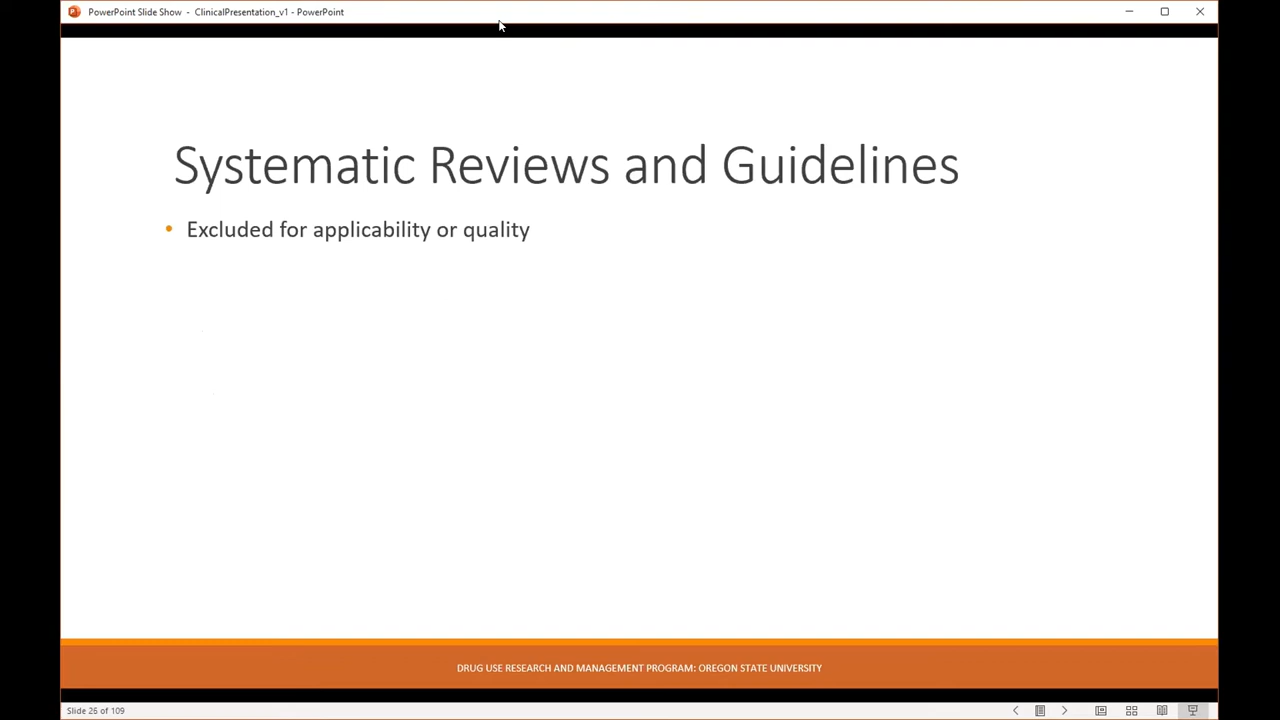 PowerPoint Slide Show - ClinicalPresentation_v1 - PowerPoint
Systematic Reviews and Guidelines
• Excluded for applicability or quality
DRUG USE RESEARCH AND MANAGEMENT PROGRAM: OREGON STATE UNIVERSITY
Slide 26 of 109